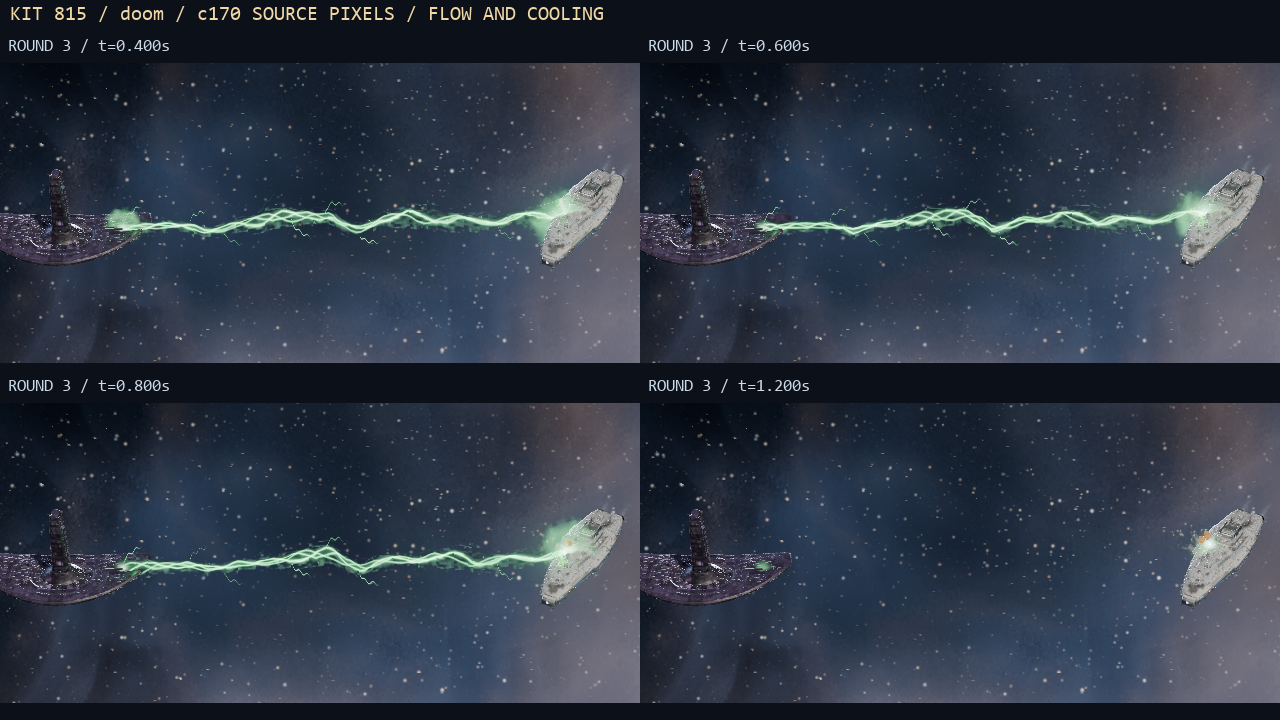 KIT 815 / doom / c170 SOURCE PIXELS / FLOW AND COOLING
ROUND 3 / t=0.400s
ROUND 3 / t=0.600s
ROUND 3 / t=0.800s
ROUND 3 / t=1.200s